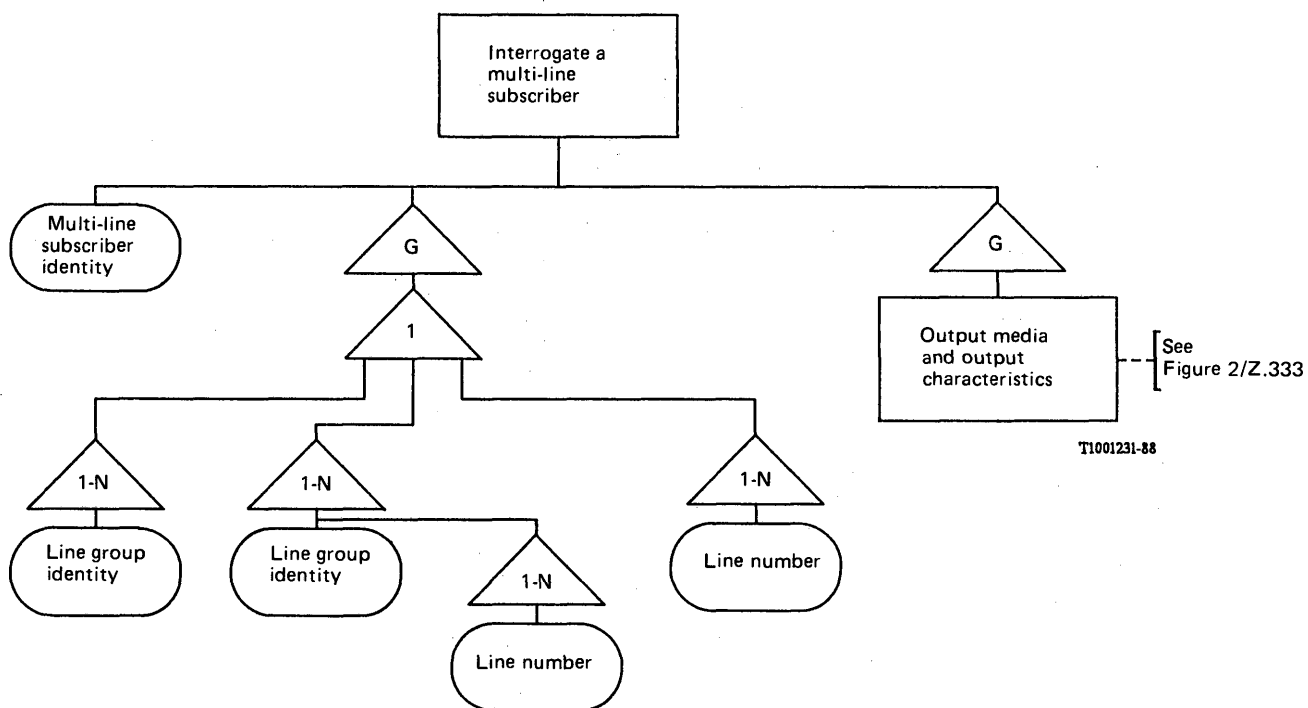 Interrogate a
multi-line
subscriber
Multi-line
subscriber
identity
G
G
1
Output media
and output
characteristics
See
Figure 2/Z.333
T1001231-88
1-N
1-N
1-N
Line group
identity
Line group
identity
1-N
Line number
Line number